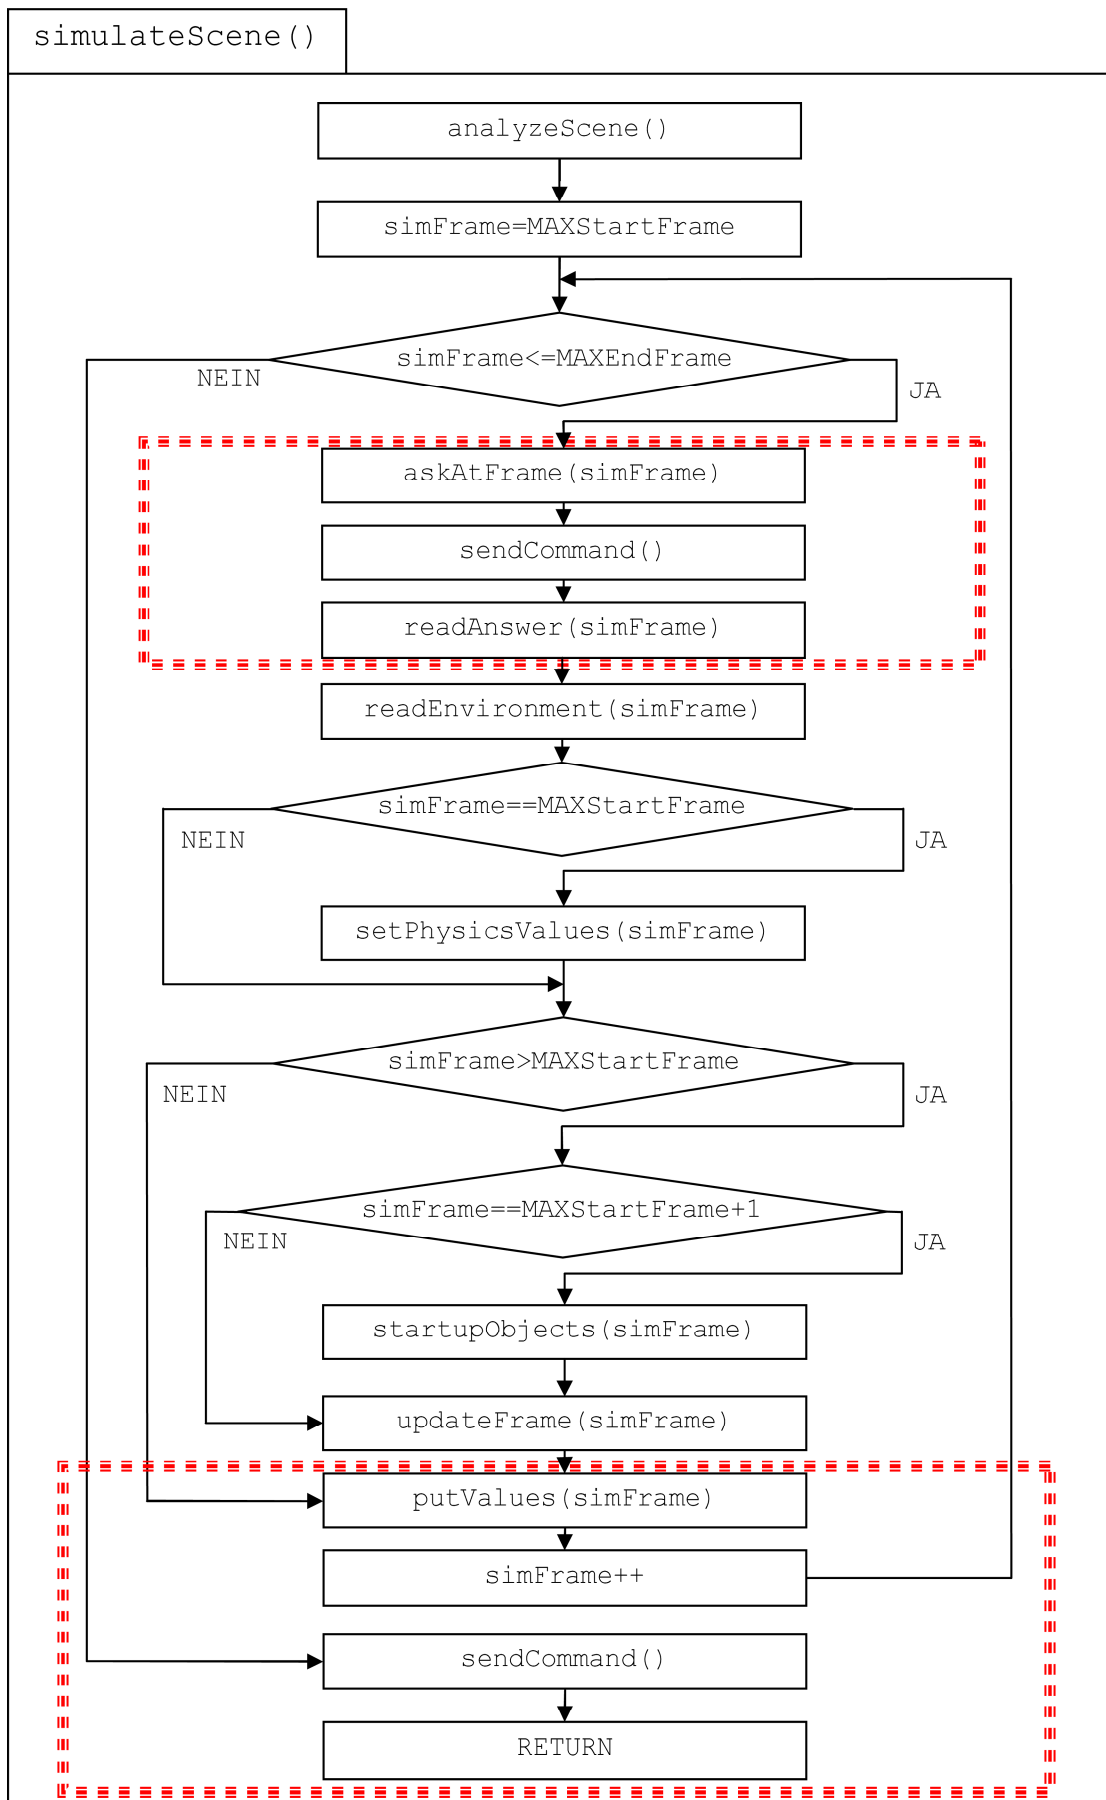 simulateScene()
analyzeScene()
simFrame=MAXStartFrame
simFrame<=MAXEndFrame
NEIN
JA
askAtFrame(simFrame)
sendCommand()
readAnswer(simFrame)
readEnvironment(simFrame)
simFrame==MAXStartFrame
NEIN
JA
setPhysicsValues(simFrame)
simFrame>MAXStartFrame
NEIN
JA
simFrame==MAXStartFrame+1
NEIN
JA
startupObjects(simFrame)
updateFrame(simFrame)
putValues(simFrame)
simFrame++
sendCommand()
RETURN